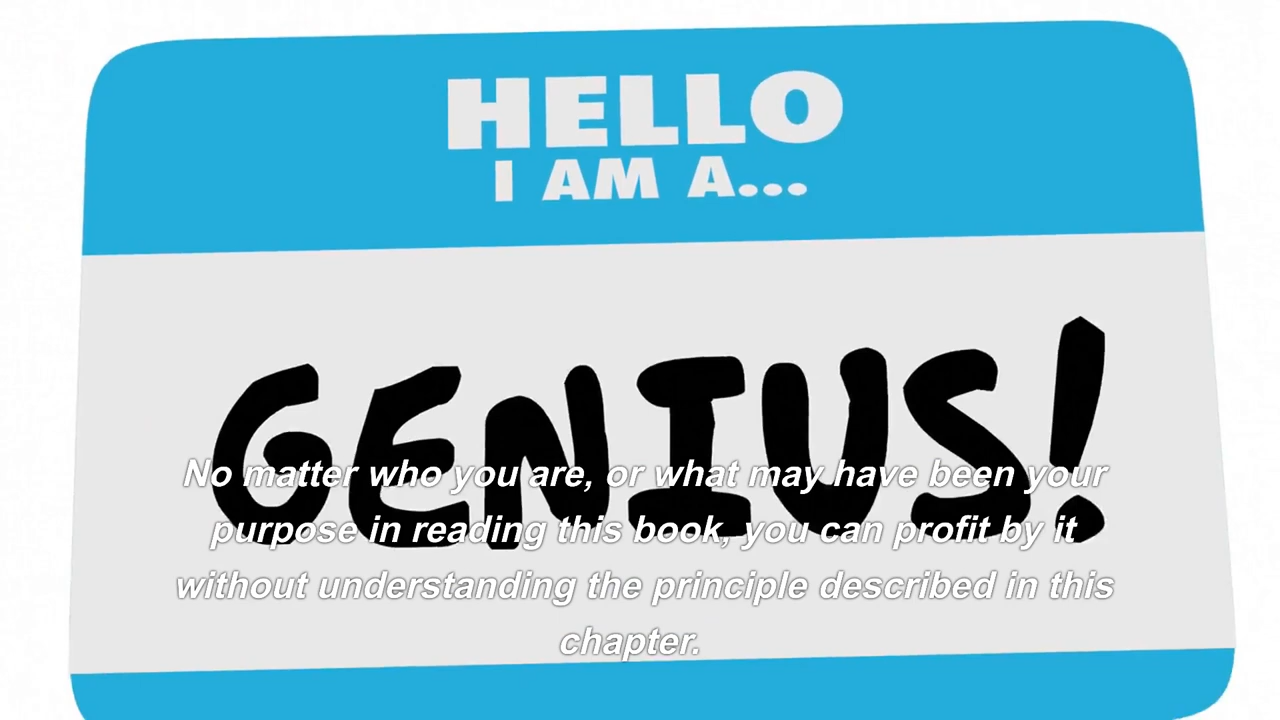 HELLO
I AM A...
GENIUS!
No matter who you are, or what may have been your
purpose in reading this book, you can profit by it
without understanding the principle described in this
chapter.